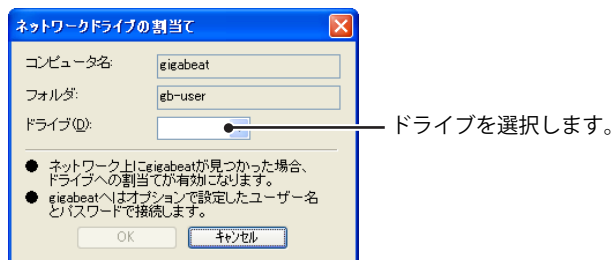 ネットワークドライブの割当て
コンピュータ名:
gigabeat
フォルダ:
gb-user
ドライブ(D):
ドライブを選択します。
● ネットワーク上にgigabeatが見つかった場合、
ドライブへの割当てが有効になります。
● gigabeatへはオプションで設定したユーザー名
とパスワードで接続します。
OK
キャンセル